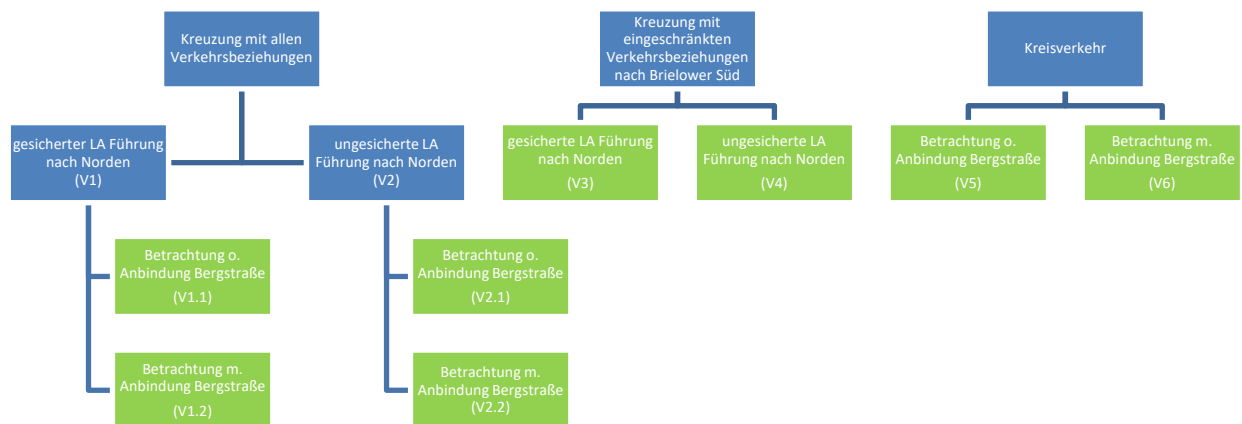 Kreuzung mit allen
Verkehrsbeziehungen
gesicherter LA Führung
nach Norden
(V1)
ungesicherte LA
Führung nach Norden
(V2)
Betrachtung o.
Anbindung Bergstraße
(V1.1)
Betrachtung m.
Anbindung Bergstraße
(V1.2)
Betrachtung o.
Anbindung Bergstraße
(V2.1)
Betrachtung m.
Anbindung Bergstraße
(V2.2)
Kreuzung mit
eingeschränkten
Verkehrsbeziehungen
nach Brielower Süd
gesicherte LA Führung
nach Norden
(V3)
ungesicherte LA
Führung nach Norden
(V4)
Kreisverkehr
Betrachtung o.
Anbindung Bergstraße
(V5)
Betrachtung m.
Anbindung Bergstraße
(V6)